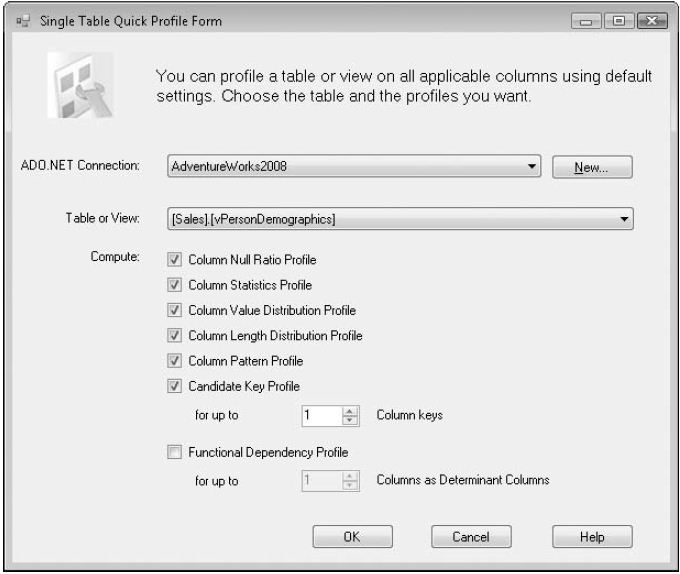 Single Table Quick Profile Form
You can profile a table or view on all applicable columns using default
settings. Choose the table and the profiles you want.
ADO.NET Connection: AdventureWorks2008 New...
Table or View: [Sales].[vPersonDemographics]
Compute: Column Null Ratio Profile
Column Statistics Profile
Column Value Distribution Profile
Column Length Distribution Profile
Column Pattern Profile
Candidate Key Profile
for up to 1 Column keys
Functional Dependency Profile
for up to 1 Columns as Determinant Columns
OK Cancel Help